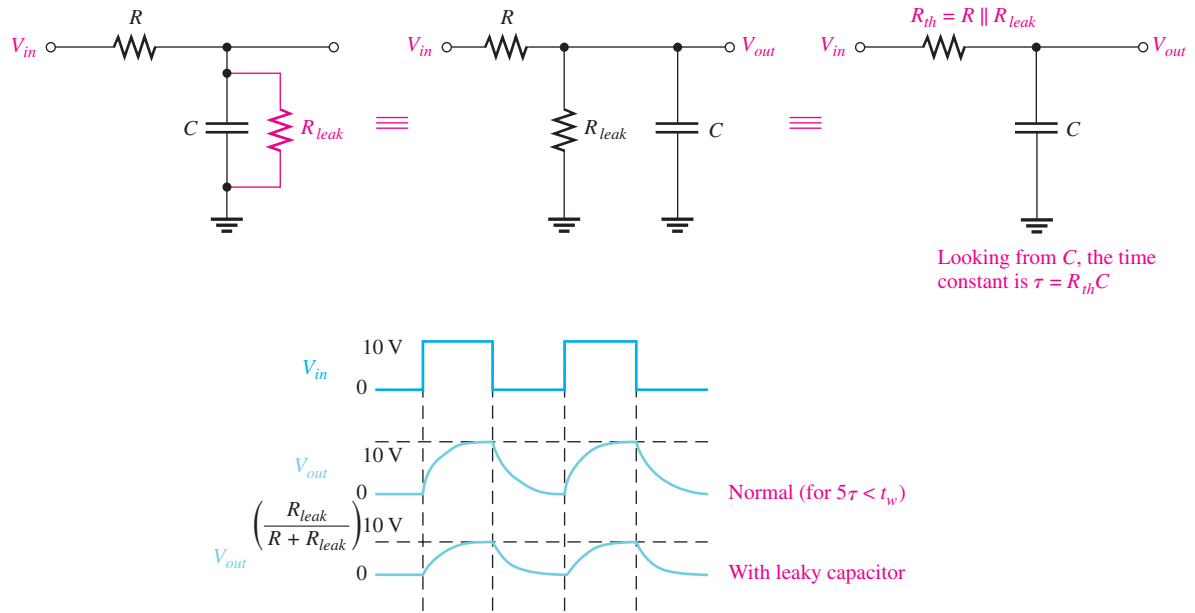 R
V_in
C
R_leak
≡
R
V_in
V_out
R_leak
C
≡
R_th = R || R_leak
V_in
V_out
C
Looking from C, the time
constant is τ = R_thC
V_in
10 V
0
V_out
10 V
0
Normal (for 5τ < t_w)
V_out
(R_leak / (R + R_leak)) 10 V
0
With leaky capacitor